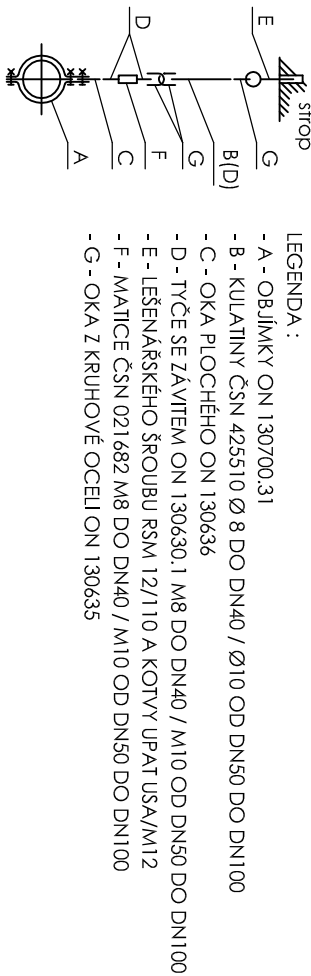 strop
E
G
B(D)
G
F
D
C
A
LEGENDA :
- A - OBJÍMKY ON 130700.31
- B - KULATINY ČSN 425510 Ø 8 DO DN40 / Ø10 OD DN50 DO DN100
- C - OKA PLOCHÉHO ON 130636
- D - TYČE SE ZÁVITEM ON 130630.1 M8 DO DN40 / M10 OD DN50 DO DN100
- E - LEŠENÁŘSKÉHO ŠROUBU RSM 12/110 A KOTVY UPAT USA/M12
- F - MATICE ČSN 021682 M8 DO DN40 / M10 OD DN50 DO DN100
- G - OKA Z KRUHOVÉ OCELI ON 130635